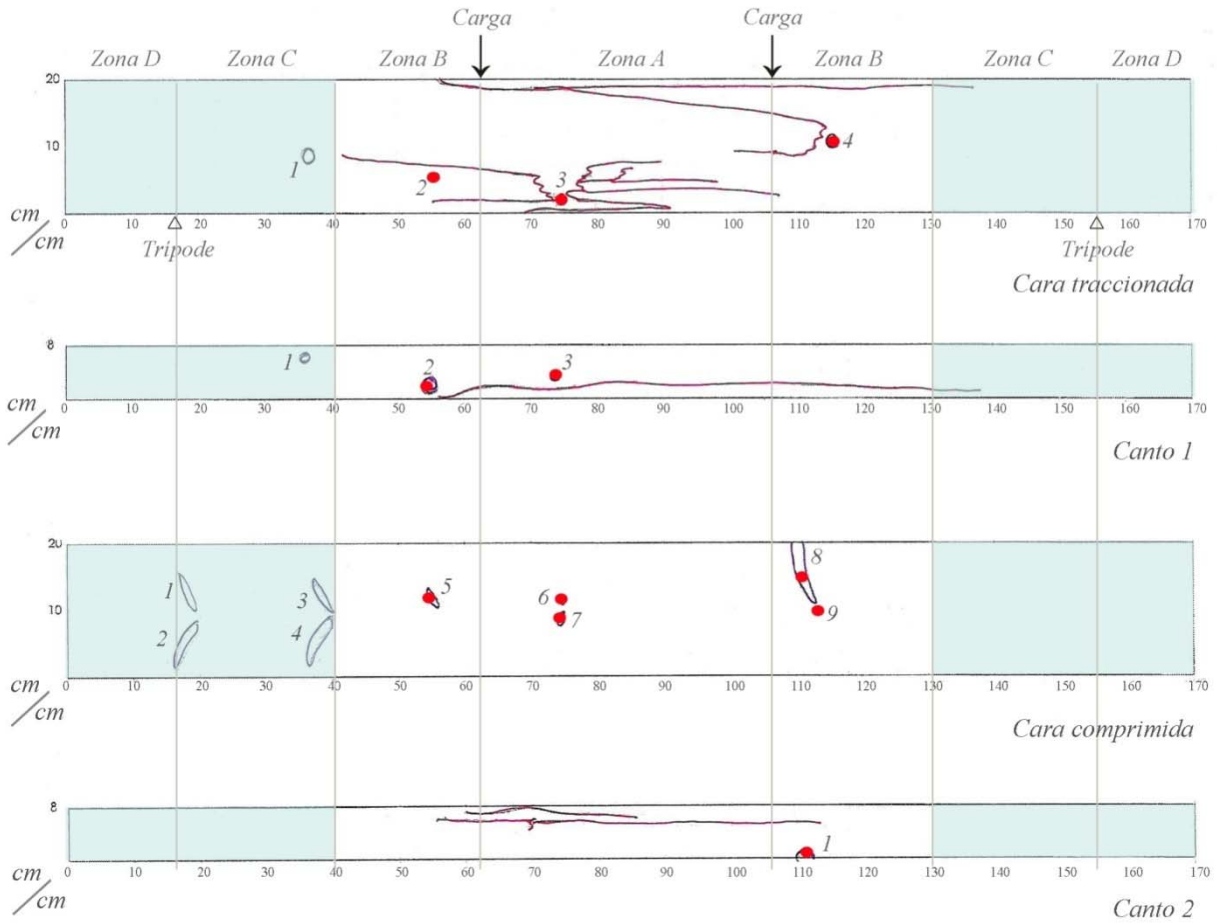 Carga Carga
Zona D Zona C Zona B Zona A Zona B Zona C Zona D
20
10
1 2 3 4
cm
/cm
0 10 20 30 40 50 60 70 80 90 100 110 120 130 140 150 160 170
Trípode Trípode
Cara traccionada
8
1 2 3
cm
/cm
0 10 20 30 40 50 60 70 80 90 100 110 120 130 140 150 160 170
Canto 1
20
10
1 2 3 4 5 6 7 8 9
cm
/cm
0 10 20 30 40 50 60 70 80 90 100 110 120 130 140 150 160 170
Cara comprimida
8
1
cm
/cm
0 10 20 30 40 50 60 70 80 90 100 110 120 130 140 150 160 170
Canto 2